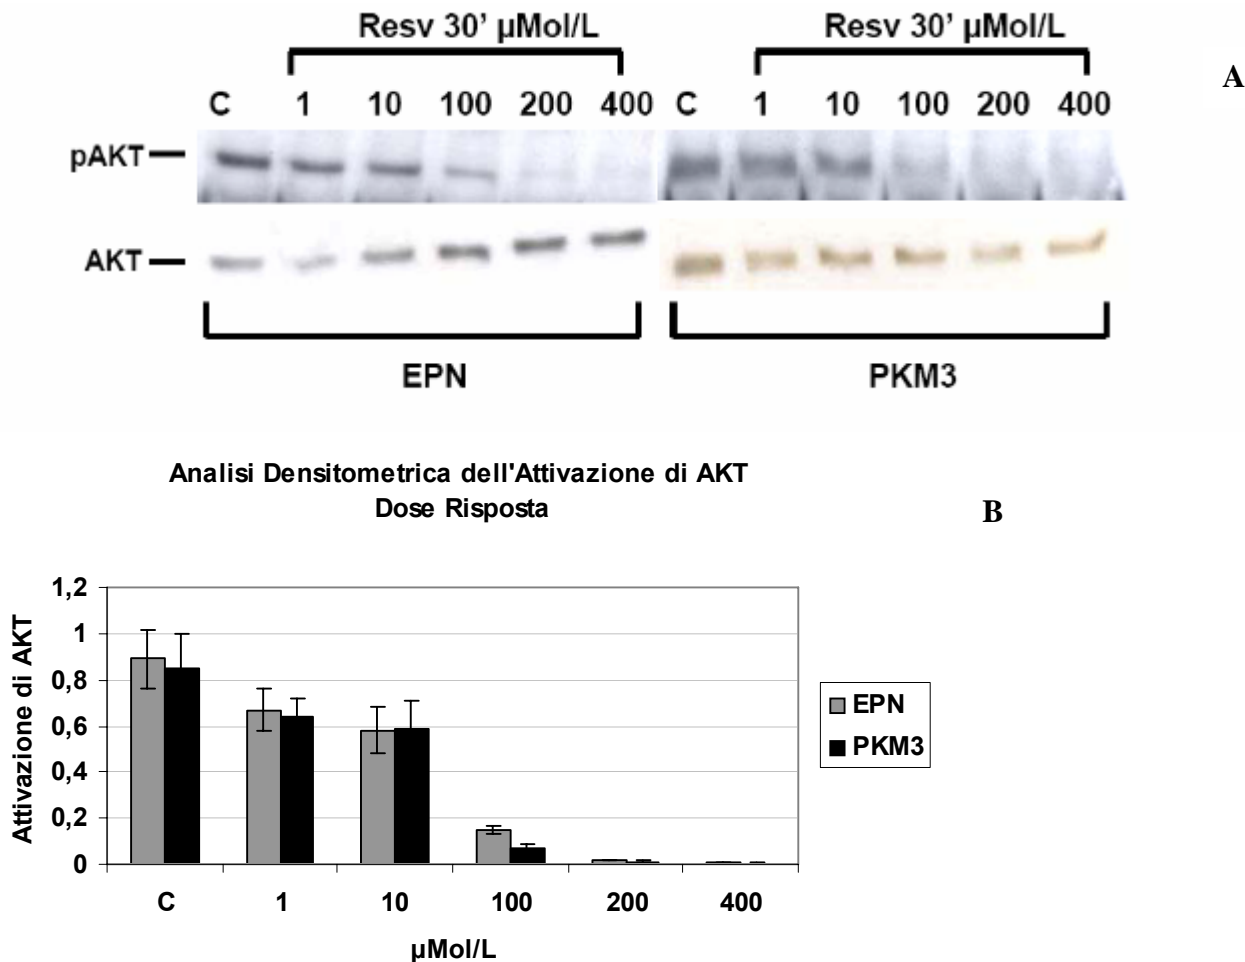 Resv 30’ µMol/L Resv 30’ µMol/L
A
C 1 10 100 200 400 C 1 10 100 200 400
pAKT
AKT
EPN PKM3
Analisi Densitometrica dell'Attivazione di AKT
Dose Risposta
B
1,2
1
0,8
0,6
0,4
0,2
0
Attivazione di AKT
EPN
PKM3
C 1 10 100 200 400
µMol/L